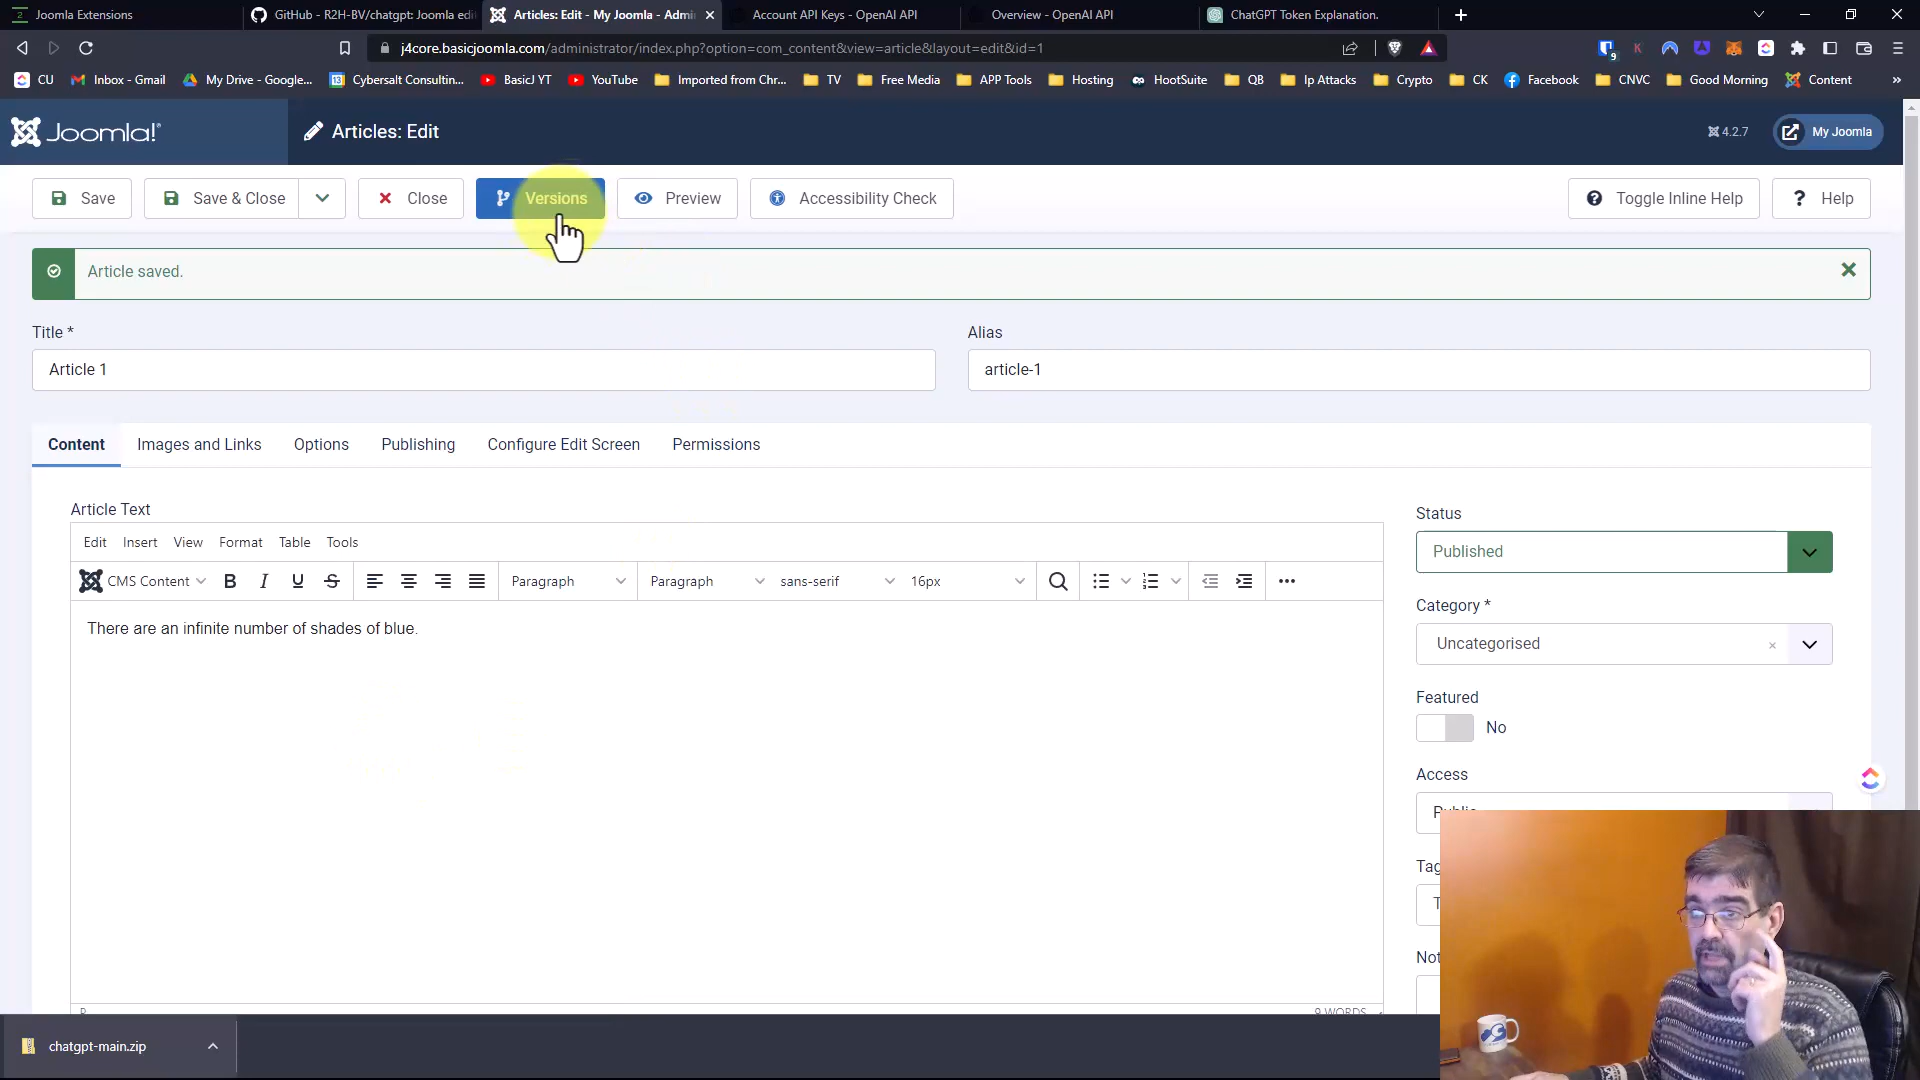 Joomla Extensions
GitHub - R2H-BV/chatgpt: Joomla edi
Articles: Edit - My Joomla - Admi
Account API Keys - OpenAI API
Overview - OpenAI API
ChatGPT Token Explanation.
j4core.basicjoomla.com/administrator/index.php?option=com_content&view=article&layout=edit&id=1
9
CU
Inbox - Gmail
My Drive - Google...
13
Cybersalt Consultin...
BasicJ YT
YouTube
Imported from Chr...
TV
Free Media
APP Tools
Hosting
HootSuite
QB
Ip Attacks
Crypto
CK
Facebook
CNVC
Good Morning
Content
»
Joomla!
Articles: Edit
4.2.7
My Joomla
Save
Save & Close
Close
Versions
Preview
Accessibility Check
Toggle Inline Help
Help
Article saved.
Title *
Alias
Article 1
article-1
Content
Images and Links
Options
Publishing
Configure Edit Screen
Permissions
Article Text
Status
Edit Insert View Format Table Tools
Published
CMS Content
B I U S
Paragraph
Paragraph
sans-serif
16px
Category *
There are an infinite number of shades of blue.
Uncategorised
Featured
No
Access
Tag
Not
9 WORDS
chatgpt-main.zip